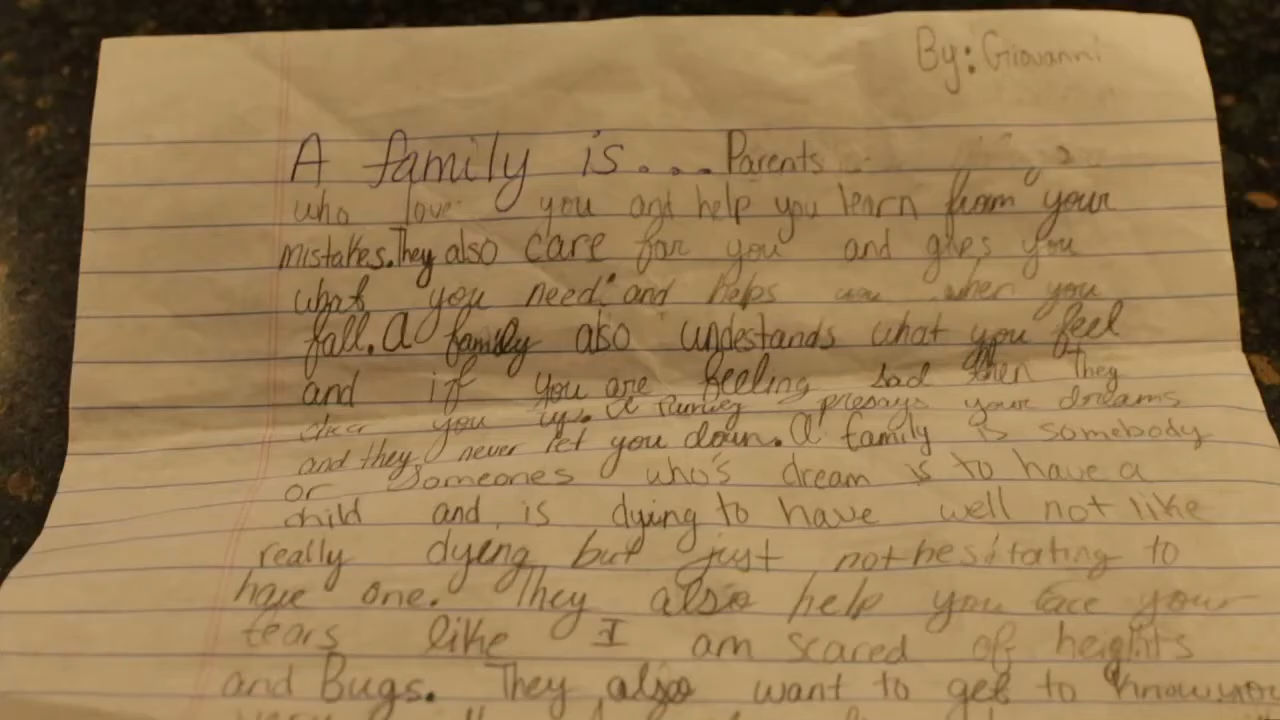 By: Giovanni
A family is... Parents
who love you and help you learn from your
mistakes. They also care for you and gives you
what you need. and helps you when you
fall. A family also undestands what you feel
and if you are feeling sad then they
cheer you up. A family your dreams
and they never let you down. A family is somebody
or someones who's dream is to have a
child and is dying to have well not like
really dying but just not hesitating to
have one. They also help you face your
fears like I am scared of heights
and Bugs. They also want to get to know you